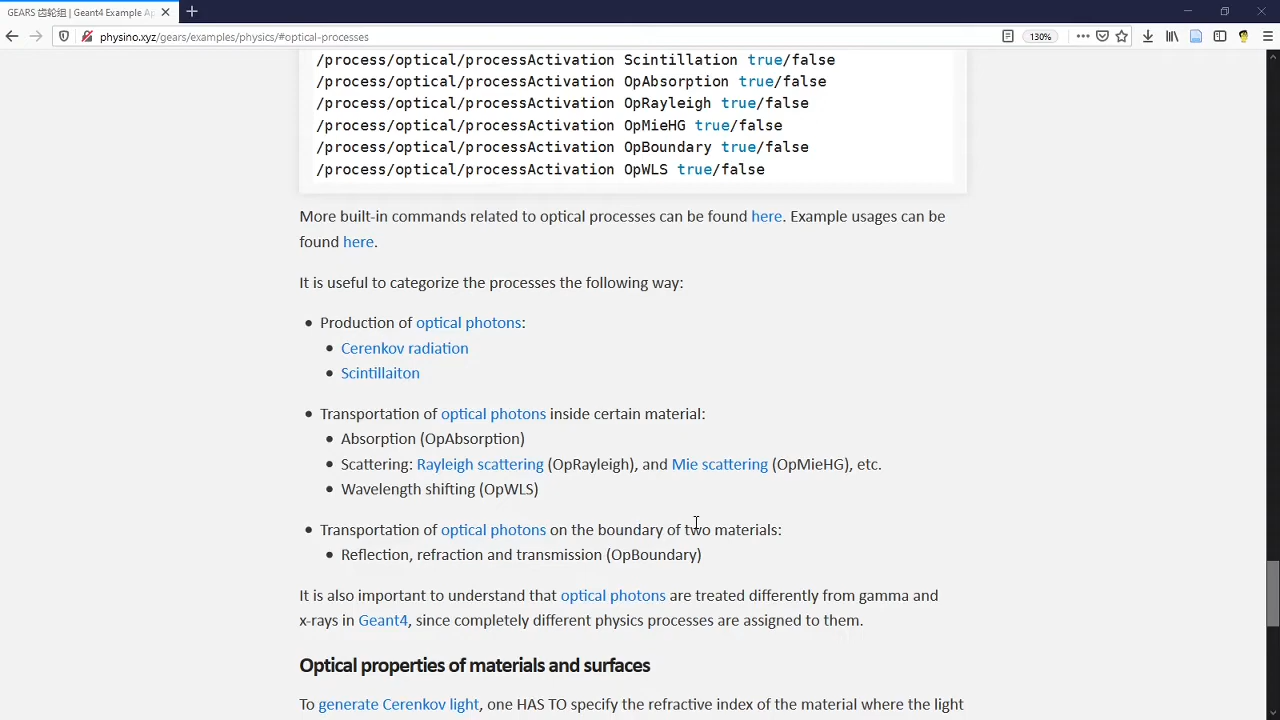 GEARS 齿轮组 | Geant4 Example Ap
physino.xyz/gears/examples/physics/#optical-processes
130%
/process/optical/processActivation Scintillation true/false
/process/optical/processActivation OpAbsorption true/false
/process/optical/processActivation OpRayleigh true/false
/process/optical/processActivation OpMieHG true/false
/process/optical/processActivation OpBoundary true/false
/process/optical/processActivation OpWLS true/false
More built-in commands related to optical processes can be found here. Example usages can be
found here.
It is useful to categorize the processes the following way:
Production of optical photons:
Cerenkov radiation
Scintillaiton
Transportation of optical photons inside certain material:
Absorption (OpAbsorption)
Scattering: Rayleigh scattering (OpRayleigh), and Mie scattering (OpMieHG), etc.
Wavelength shifting (OpWLS)
Transportation of optical photons on the boundary of two materials:
Reflection, refraction and transmission (OpBoundary)
It is also important to understand that optical photons are treated differently from gamma and
x-rays in Geant4, since completely different physics processes are assigned to them.
Optical properties of materials and surfaces
To generate Cerenkov light, one HAS TO specify the refractive index of the material where the light